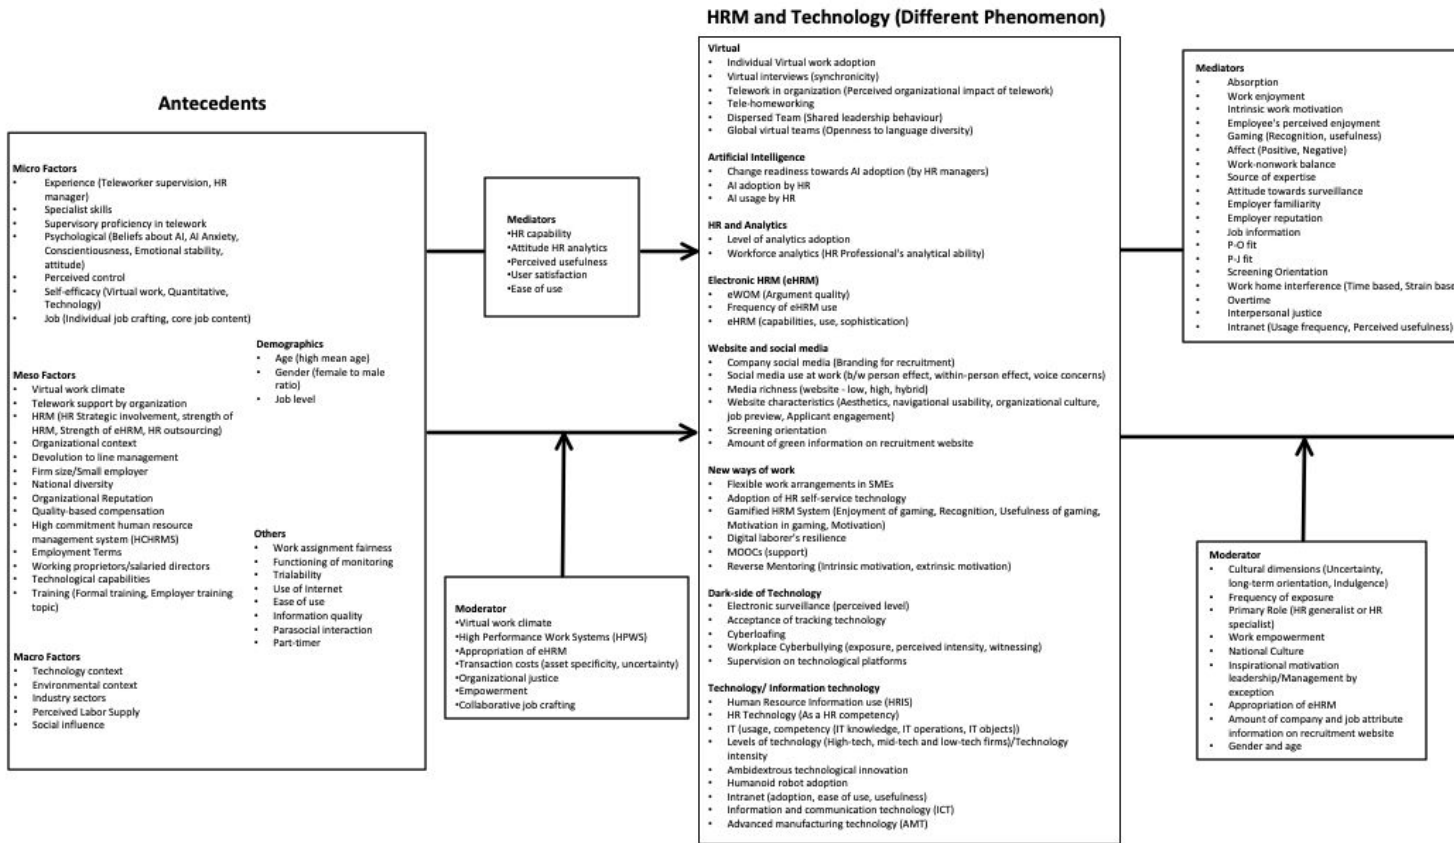 HRM and Technology (Different Phenomenon)
Antecedents
Micro Factors
• Experience (Teleworker supervision, HR
manager)
• Specialist skills
• Supervisory proficiency in telework
• Psychological (Beliefs about AI, AI Anxiety,
Conscientiousness, Emotional stability,
attitude)
• Perceived control
• Self-efficacy (Virtual work, Quantitative,
Technology)
• Job (Individual job crafting, core job content)
Demographics
• Age (high mean age)
• Gender (female to male
ratio)
• Job level
Meso Factors
• Virtual work climate
• Telework support by organization
• HRM (HR Strategic involvement, strength of
HRM, Strength of eHRM, HR outsourcing)
• Organizational context
• Devolution to line management
• Firm size/Small employer
• National diversity
• Organizational Reputation
• Quality-based compensation
• High commitment human resource
management system (HCHRMS)
• Employment Terms
• Working proprietors/salaried directors
• Technological capabilities
• Training (Formal training, Employer training
topic)
Others
• Work assignment fairness
• Functioning of monitoring
• Trialability
• Use of Internet
• Ease of use
• Information quality
• Parasocial interaction
• Part-timer
Macro Factors
• Technology context
• Environmental context
• Industry sectors
• Perceived Labor Supply
• Social influence
Mediators
•HR capability
•Attitude HR analytics
•Perceived usefulness
•User satisfaction
•Ease of use
Moderator
•Virtual work climate
•High Performance Work Systems (HPWS)
•Appropriation of eHRM
•Transaction costs (asset specificity, uncertainty)
•Organizational justice
•Empowerment
•Collaborative job crafting
Virtual
• Individual Virtual work adoption
• Virtual interviews (synchronicity)
• Telework in organization (Perceived organizational impact of telework)
• Tele-homeworking
• Dispersed Team (Shared leadership behaviour)
• Global virtual teams (Openness to language diversity)
Artificial Intelligence
• Change readiness towards AI adoption (by HR managers)
• AI adoption by HR
• AI usage by HR
HR and Analytics
• Level of analytics adoption
• Workforce analytics (HR Professional's analytical ability)
Electronic HRM (eHRM)
• eWOM (Argument quality)
• Frequency of eHRM use
• eHRM (capabilities, use, sophistication)
Website and social media
• Company social media (Branding for recruitment)
• Social media use at work (b/w person effect, within-person effect, voice concerns)
• Media richness (website - low, high, hybrid)
• Website characteristics (Aesthetics, navigational usability, organizational culture,
job preview, Applicant engagement)
• Screening orientation
• Amount of green information on recruitment website
New ways of work
• Flexible work arrangements in SMEs
• Adoption of HR self-service technology
• Gamified HRM System (Enjoyment of gaming, Recognition, Usefulness of gaming,
Motivation in gaming, Motivation)
• Digital laborer's resilience
• MOOCs (support)
• Reverse Mentoring (Intrinsic motivation, extrinsic motivation)
Dark-side of Technology
• Electronic surveillance (perceived level)
• Acceptance of tracking technology
• Cyberloafing
• Workplace Cyberbullying (exposure, perceived intensity, witnessing)
• Supervision on technological platforms
Technology/ Information technology
• Human Resource Information use (HRIS)
• HR Technology (As a HR competency)
• IT (usage, competency (IT knowledge, IT operations, IT objects))
• Levels of technology (High-tech, mid-tech and low-tech firms)/Technology
intensity
• Ambidextrous technological innovation
• Humanoid robot adoption
• Intranet (adoption, ease of use, usefulness)
• Information and communication technology (ICT)
• Advanced manufacturing technology (AMT)
Mediators
• Absorption
• Work enjoyment
• Intrinsic work motivation
• Employee's perceived enjoyment
• Gaming (Recognition, usefulness)
• Affect (Positive, Negative)
• Work-nonwork balance
• Source of expertise
• Attitude towards surveillance
• Employer familiarity
• Employer reputation
• Job information
• P-O fit
• P-J fit
• Screening Orientation
• Work home interference (Time based, Strain base
• Overtime
• Interpersonal justice
• Intranet (Usage frequency, Perceived usefulness)
Moderator
• Cultural dimensions (Uncertainty,
long-term orientation, Indulgence)
• Frequency of exposure
• Primary Role (HR generalist or HR
specialist)
• Work empowerment
• National Culture
• Inspirational motivation
leadership/Management by
exception
• Appropriation of eHRM
• Amount of company and job attribute
information on recruitment website
• Gender and age